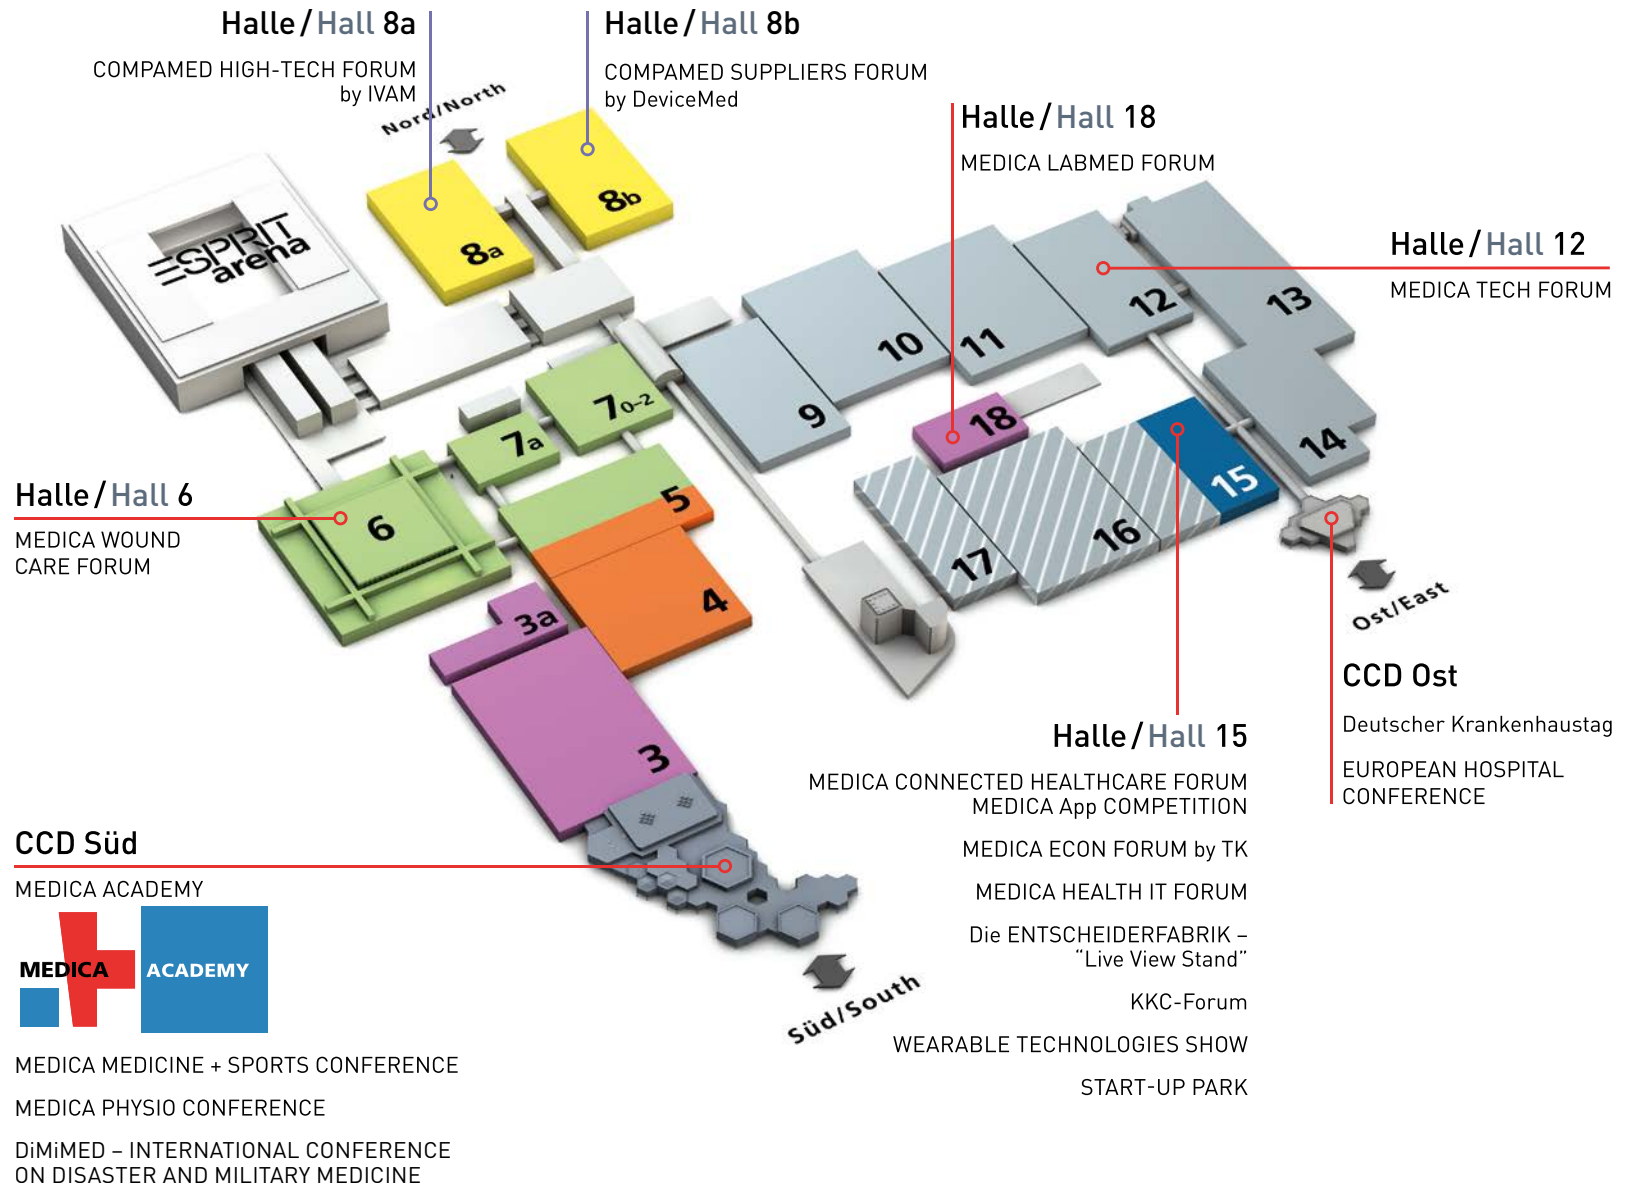 Halle/Hall 8a
COMPAMED HIGH-TECH FORUM
by IVAM
Halle/Hall 8b
COMPAMED SUPPLIERS FORUM
by DeviceMed
Nord/North
Halle/Hall 18
MEDICA LABMED FORUM
Halle/Hall 12
MEDICA TECH FORUM
ESPRIT
arena
8a
8b
9
10
11
12
13
14
15
16
17
18
7 0–2
7a
6
5
4
3a
3
Halle/Hall 6
MEDICA WOUND
CARE FORUM
Ost/East
CCD Ost
Deutscher Krankenhaustag
EUROPEAN HOSPITAL
CONFERENCE
Halle/Hall 15
MEDICA CONNECTED HEALTHCARE FORUM
MEDICA App COMPETITION
MEDICA ECON FORUM by TK
MEDICA HEALTH IT FORUM
Die ENTSCHEIDERFABRIK –
“Live View Stand”
KKC-Forum
WEARABLE TECHNOLOGIES SHOW
START-UP PARK
Süd/South
CCD Süd
MEDICA ACADEMY
MEDICA ACADEMY
MEDICA MEDICINE + SPORTS CONFERENCE
MEDICA PHYSIO CONFERENCE
DiMiMED – INTERNATIONAL CONFERENCE
ON DISASTER AND MILITARY MEDICINE